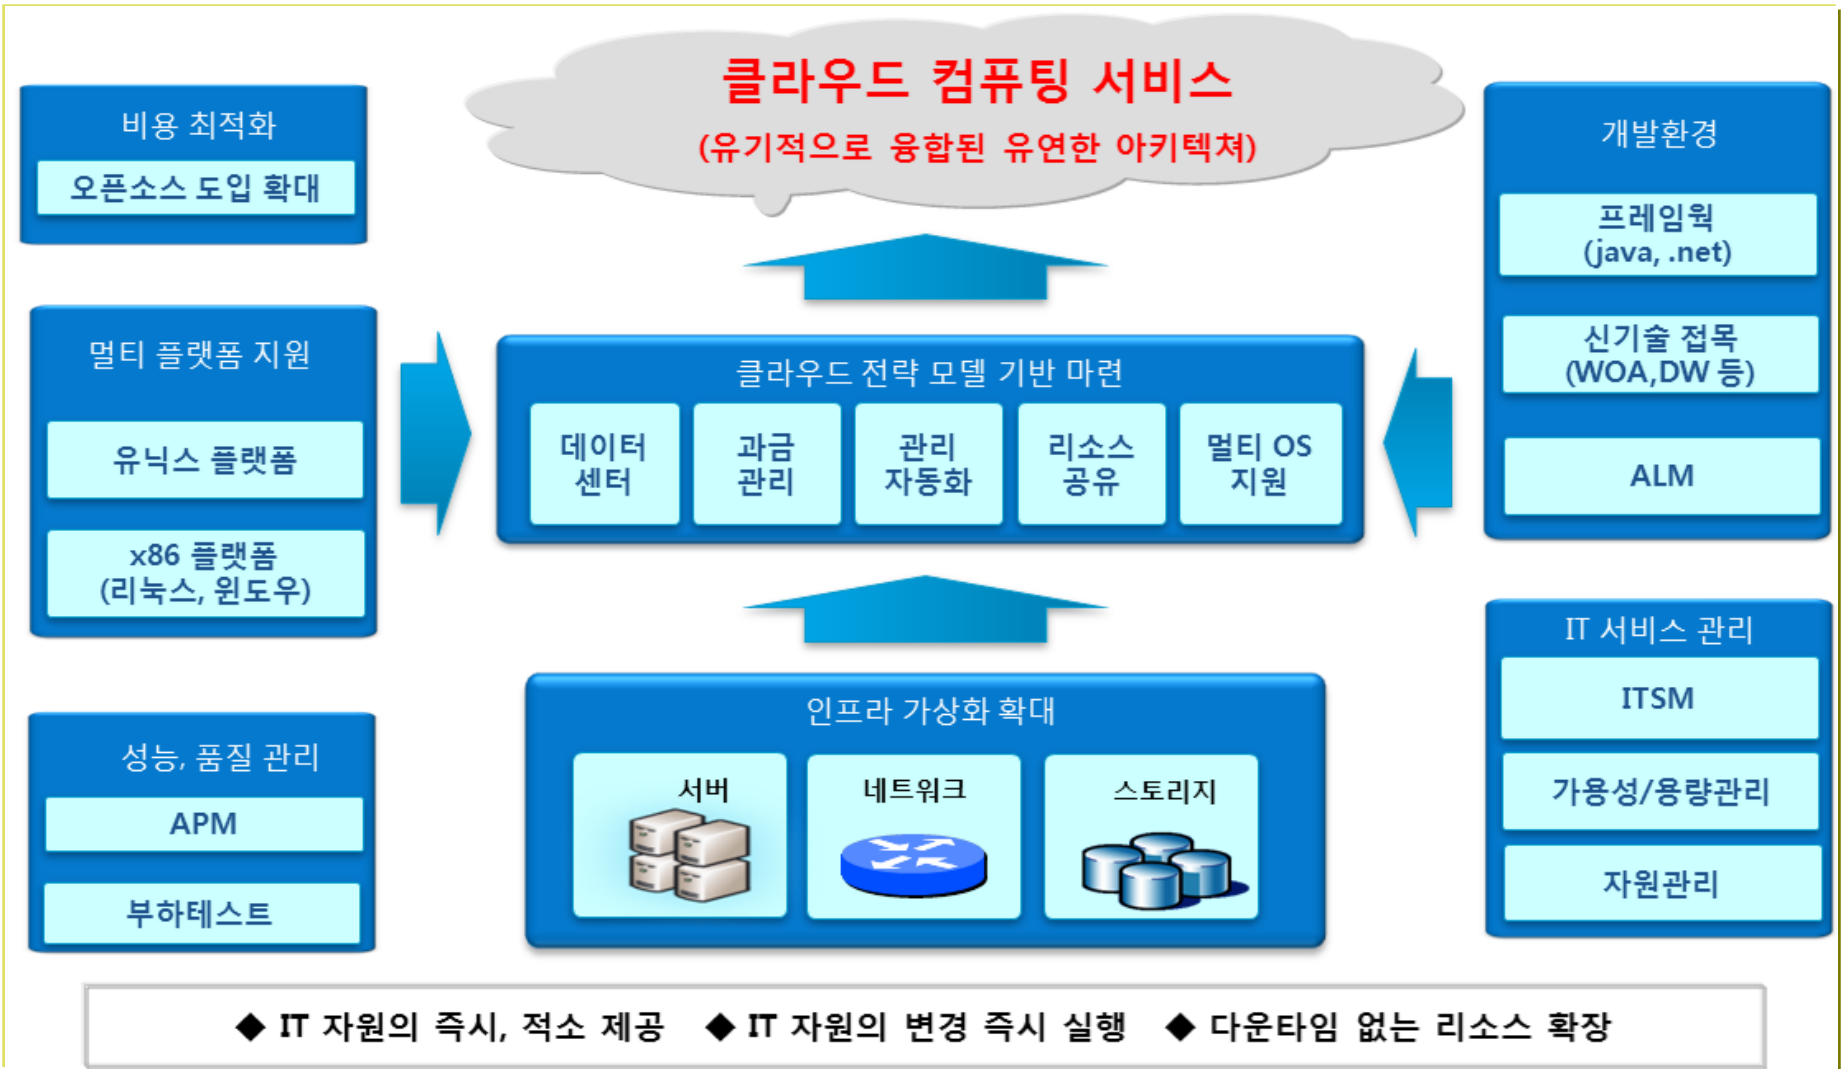 클라우드 컴퓨팅 서비스
(유기적으로 융합된 유연한 아키텍쳐)
비용 최적화
오픈소스 도입 확대
멀티 플랫폼 지원
유닉스 플랫폼
x86 플랫폼
(리눅스, 윈도우)
성능, 품질 관리
APM
부하테스트
클라우드 전략 모델 기반 마련
데이터
센터
과금
관리
관리
자동화
리소스
공유
멀티 OS
지원
인프라 가상화 확대
서버
네트워크
스토리지
개발환경
프레임웍
(java, .net)
신기술 접목
(WOA,DW 등)
ALM
IT 서비스 관리
ITSM
가용성/용량관리
자원관리
◆ IT 자원의 즉시, 적소 제공 ◆ IT 자원의 변경 즉시 실행 ◆ 다운타임 없는 리소스 확장